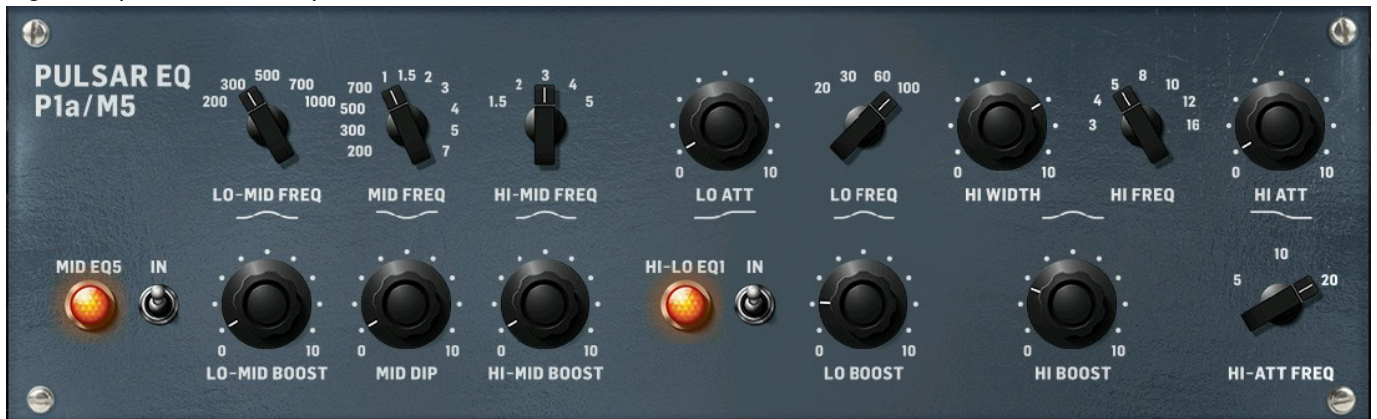 PULSAR EQ
P1a/M5
200 300 500 700 1000
LO-MID FREQ
200 300 500 700 1 1.5 2 3 4 5 7
MID FREQ
1.5 2 3 4 5
HI-MID FREQ
0 10
LO ATT
20 30 60 100
LO FREQ
0 10
HI WIDTH
3 4 5 8 10 12 16
HI FREQ
0 10
HI ATT
MID EQ5
IN
0 10
LO-MID BOOST
0 10
MID DIP
0 10
HI-MID BOOST
HI-LO EQ1
IN
0 10
LO BOOST
0 10
HI BOOST
5 10 20
HI-ATT FREQ